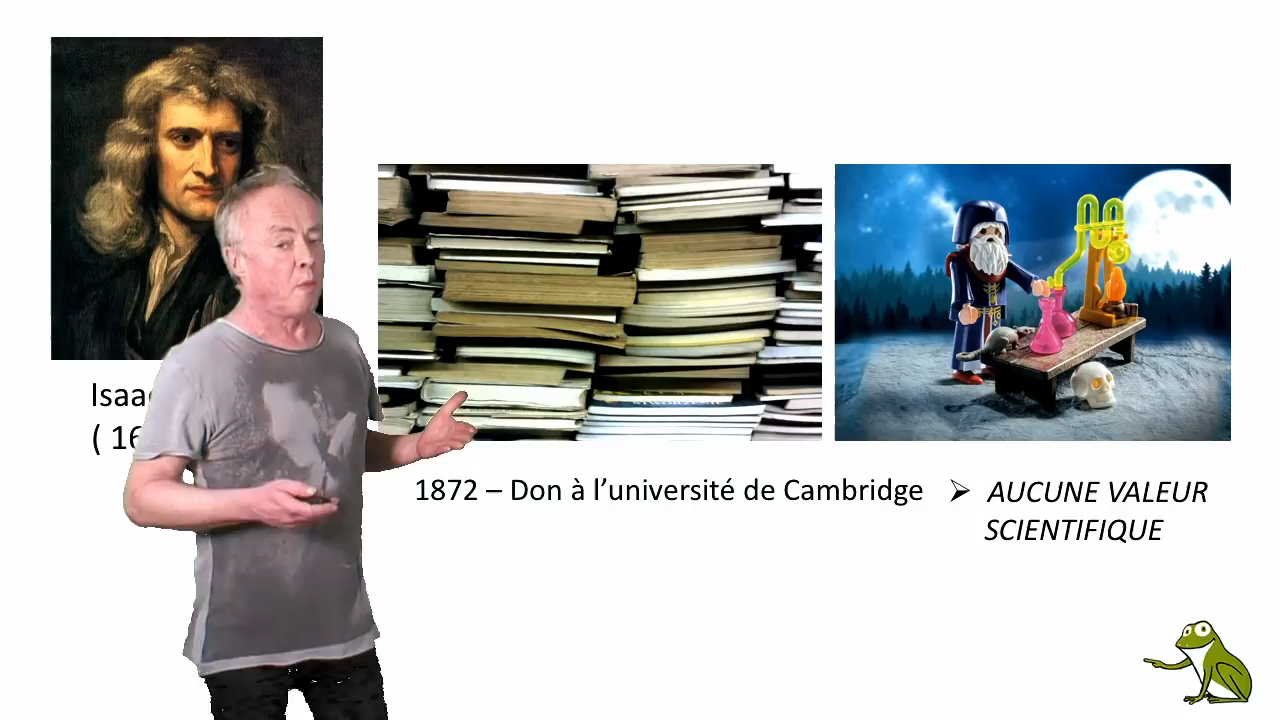 Isaa
( 16
1872 – Don à l’université de Cambridge
➢ AUCUNE VALEUR
SCIENTIFIQUE